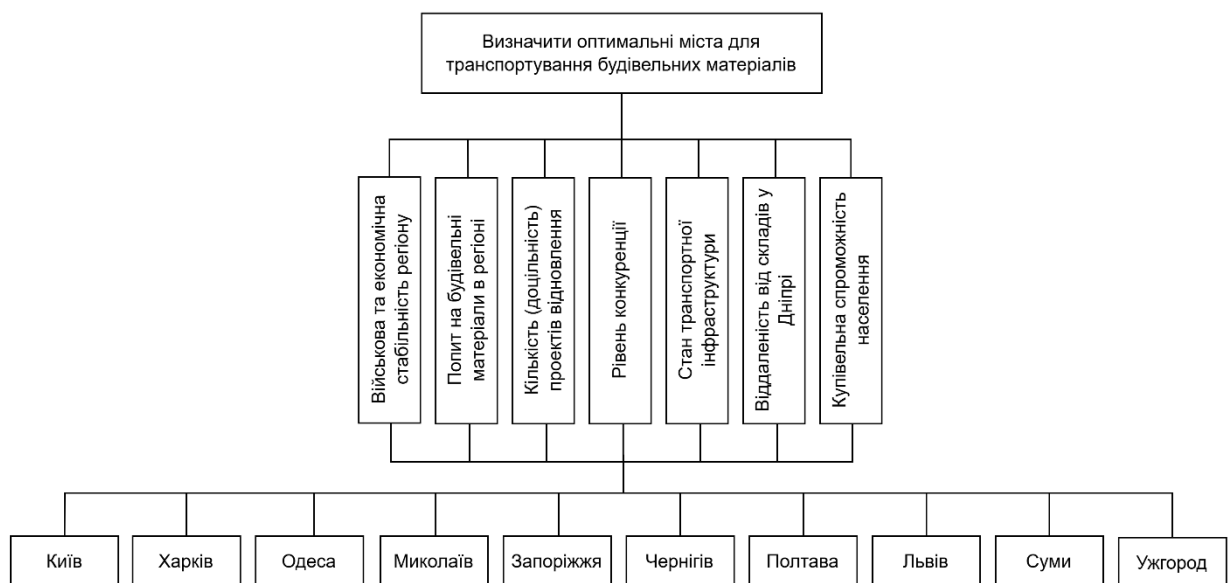 Визначити оптимальні міста для
транспортування будівельних матеріалів
Військова та економічна
стабільність регіону
Попит на будівельні
матеріали в регіоні
Кількість (доцільність)
проектів відновлення
Рівень конкуренції
Стан транспортної
інфраструктури
Віддаленість від складів у
Дніпрі
Купівельна спроможність
населення
Київ
Харків
Одеса
Миколаїв
Запоріжжя
Чернігів
Полтава
Львів
Суми
Ужгород